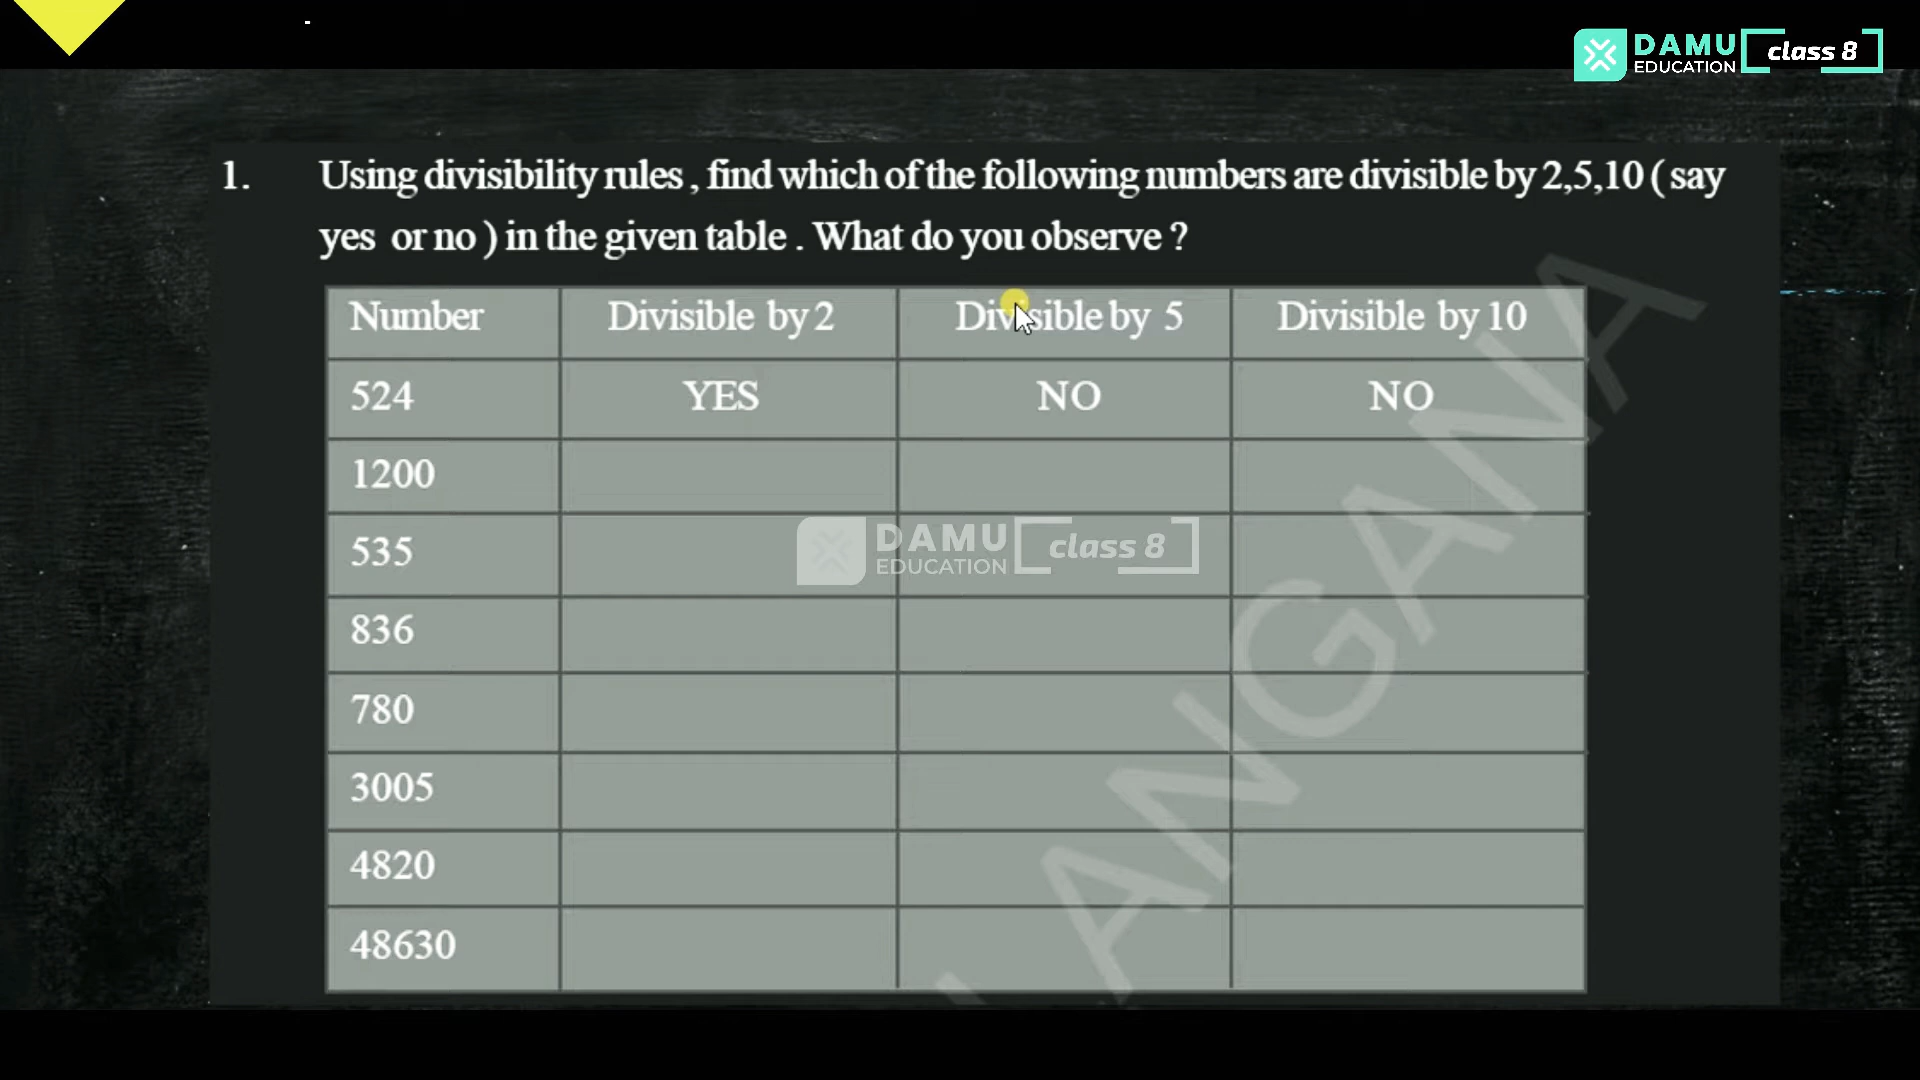 DAMU
EDUCATION
class 8
1. Using divisibility rules , find which of the following numbers are divisible by 2,5,10 ( say
yes or no ) in the given table . What do you observe ?
Number Divisible by 2 Divisible by 5 Divisible by 10
524 YES NO NO
1200
535
DAMU
EDUCATION
class 8
836
780
3005
4820
48630